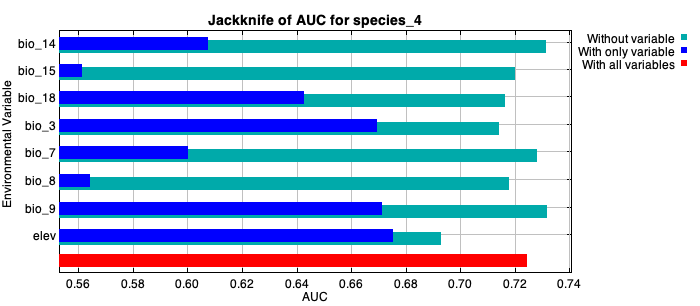 Jackknife of AUC for species_4
Without variable
With only variable
With all variables
Environmental Variable
bio_14
bio_15
bio_18
bio_3
bio_7
bio_8
bio_9
elev
0.56 0.58 0.60 0.62 0.64 0.66 0.68 0.70 0.72 0.74
AUC